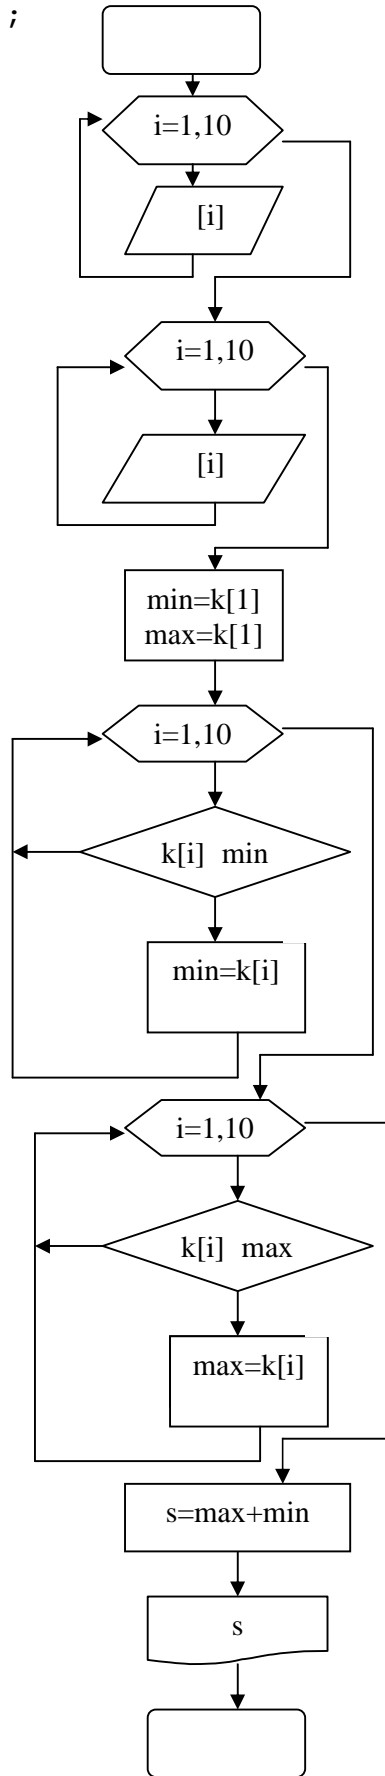 ;
i=1,10
[i]
i=1,10
[i]
min=k[1]
max=k[1]
i=1,10
k[i] min
min=k[i]
i=1,10
k[i] max
max=k[i]
s=max+min
s